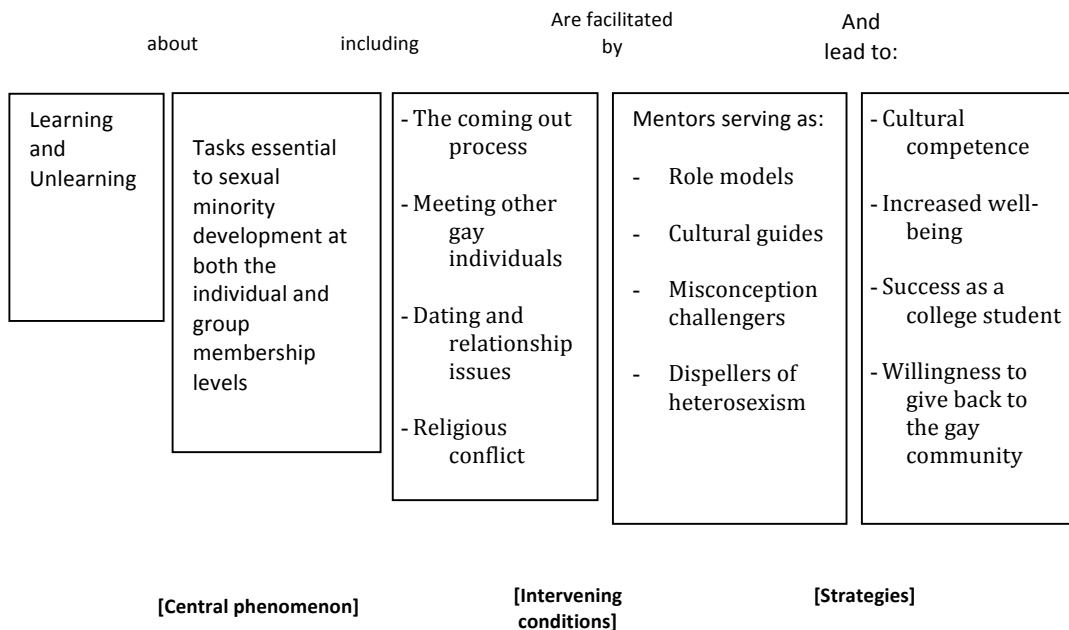 about
including
Are facilitated
by
And
lead to:
Learning
and
Unlearning
Tasks essential
to sexual
minority
development at
both the
individual and
group
membership
levels
- The coming out
process
- Meeting other
gay
individuals
- Dating and
relationship
issues
- Religious
conflict
Mentors serving as:
- Role models
- Cultural guides
- Misconception
challengers
- Dispellers of
heterosexism
- Cultural
competence
- Increased well-
being
- Success as a
college student
- Willingness to
give back to
the gay
community
[Central phenomenon]
[Intervening
conditions]
[Strategies]